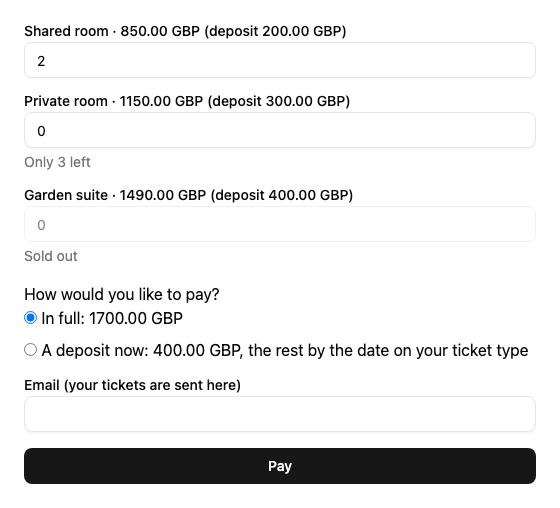 Shared room · 850.00 GBP (deposit 200.00 GBP)
2
Private room · 1150.00 GBP (deposit 300.00 GBP)
0
Only 3 left
Garden suite · 1490.00 GBP (deposit 400.00 GBP)
0
Sold out
How would you like to pay?
In full: 1700.00 GBP
A deposit now: 400.00 GBP, the rest by the date on your ticket type
Email (your tickets are sent here)
Pay